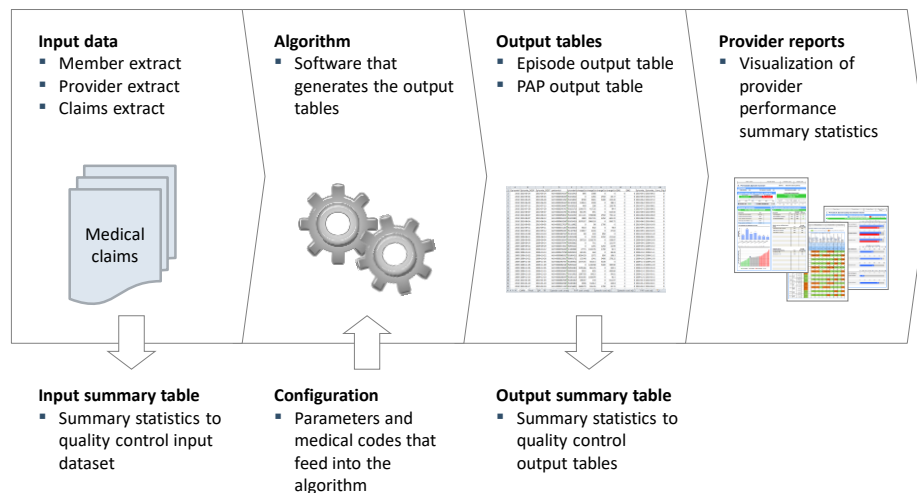 Input data
▪ Member extract
▪ Provider extract
▪ Claims extract
Medical
claims
Algorithm
▪ Software that
generates the output
tables
Output tables
▪ Episode output table
▪ PAP output table
Provider reports
▪ Visualization of
provider
performance
summary statistics
Input summary table
▪ Summary statistics to
quality control input
dataset
Configuration
▪ Parameters and
medical codes that
feed into the
algorithm
Output summary table
▪ Summary statistics to
quality control
output tables